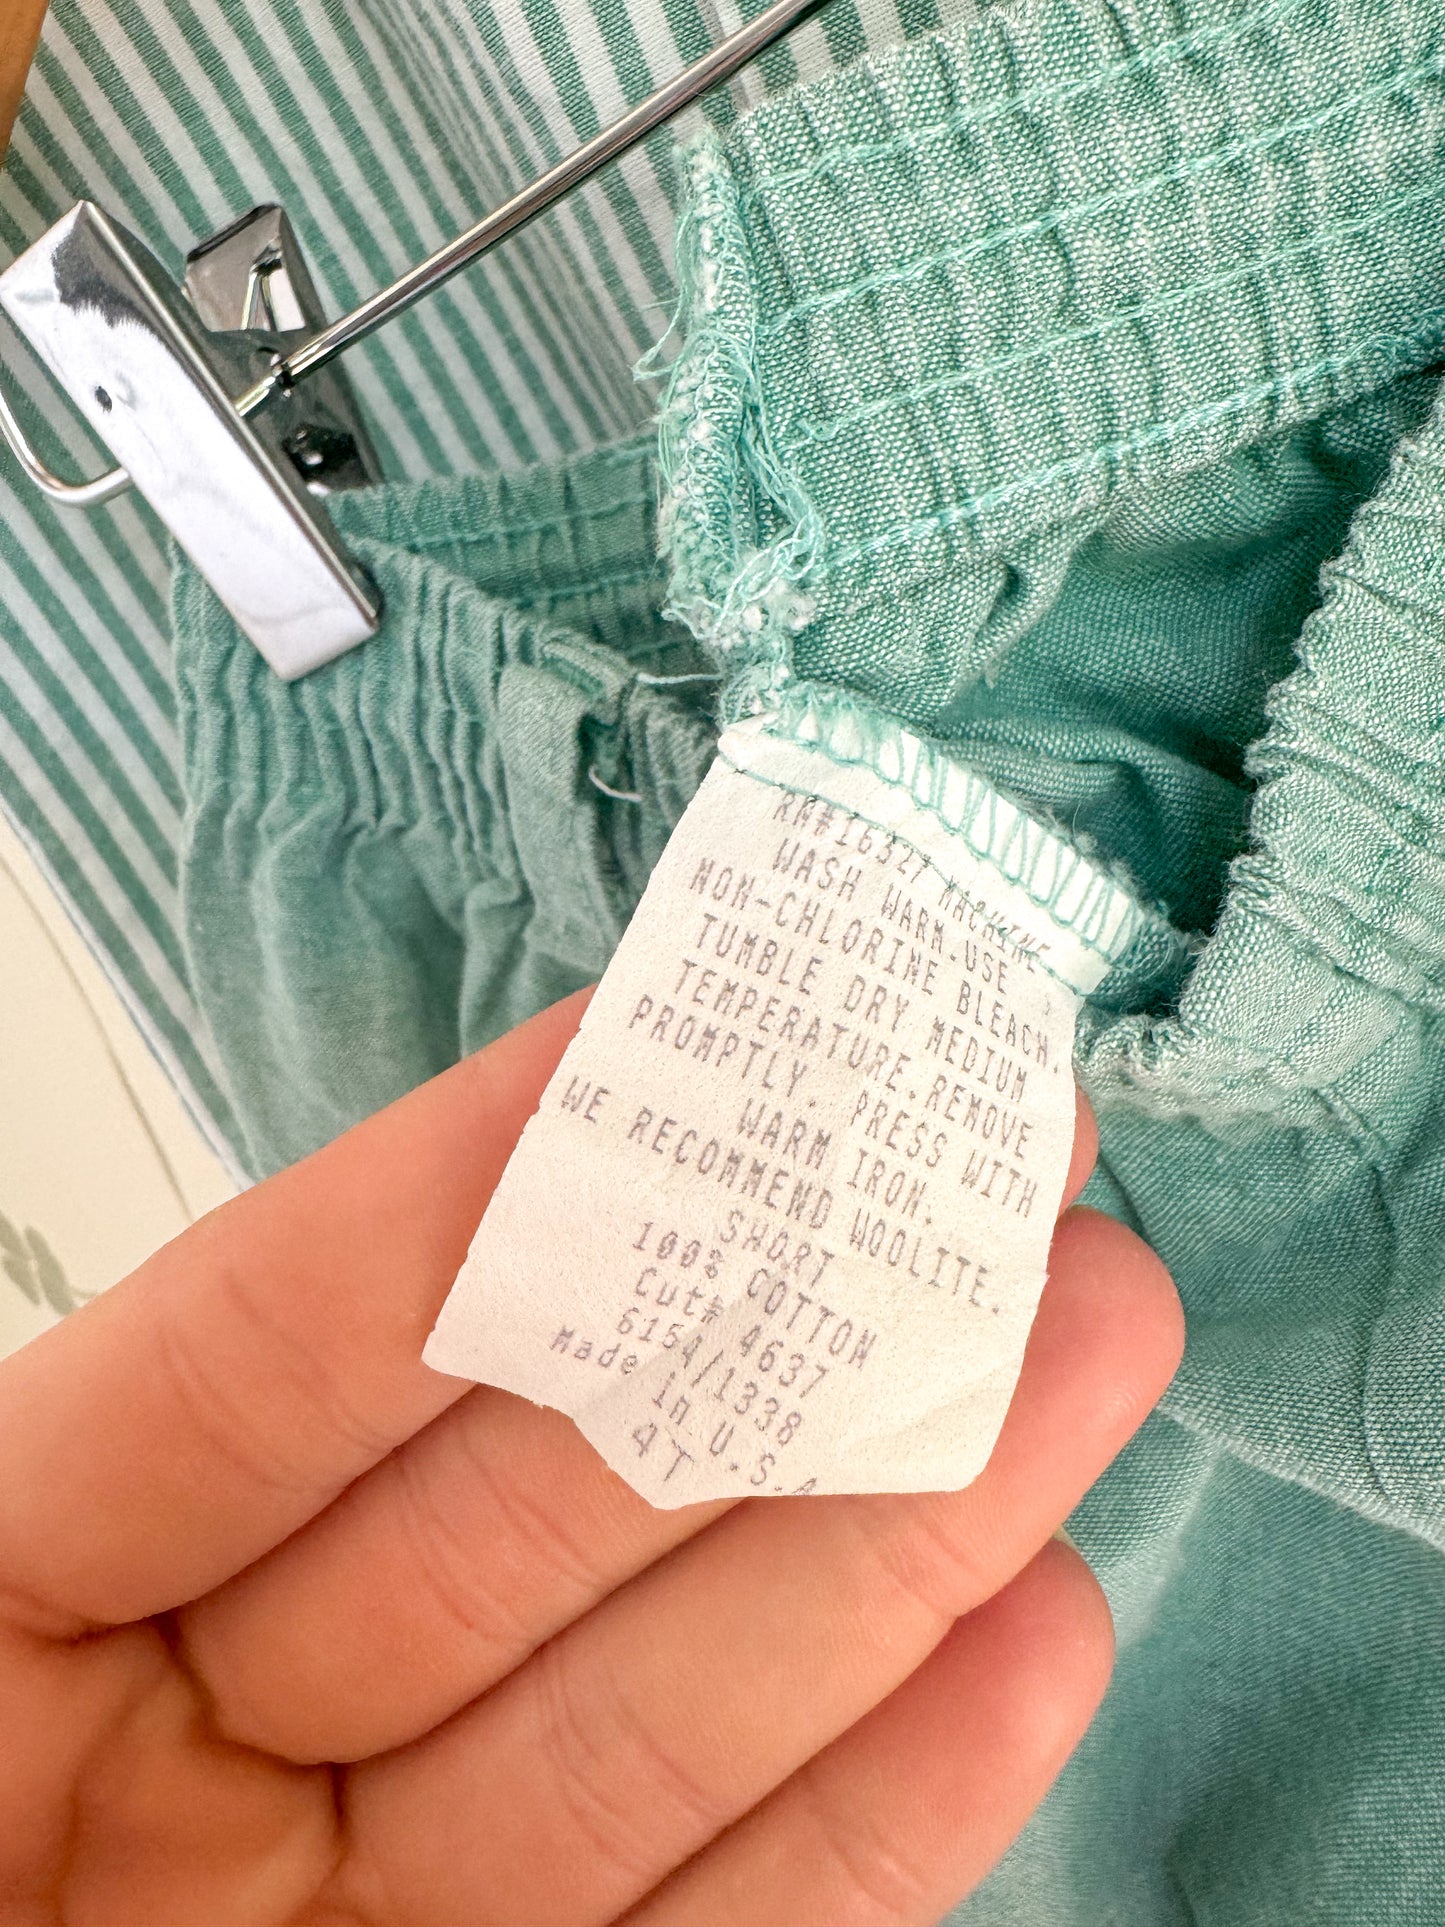 RN#16327 MACHINE
WASH WARM.USE
NON-CHLORINE BLEACH.
TUMBLE DRY MEDIUM
TEMPERATURE.REMOVE
PROMPTLY. PRESS WITH
WARM IRON.
WE RECOMMEND WOOLITE.
SHORT
100% COTTON
Cut# 4637
6154/1338
Made in U.S.A
4T